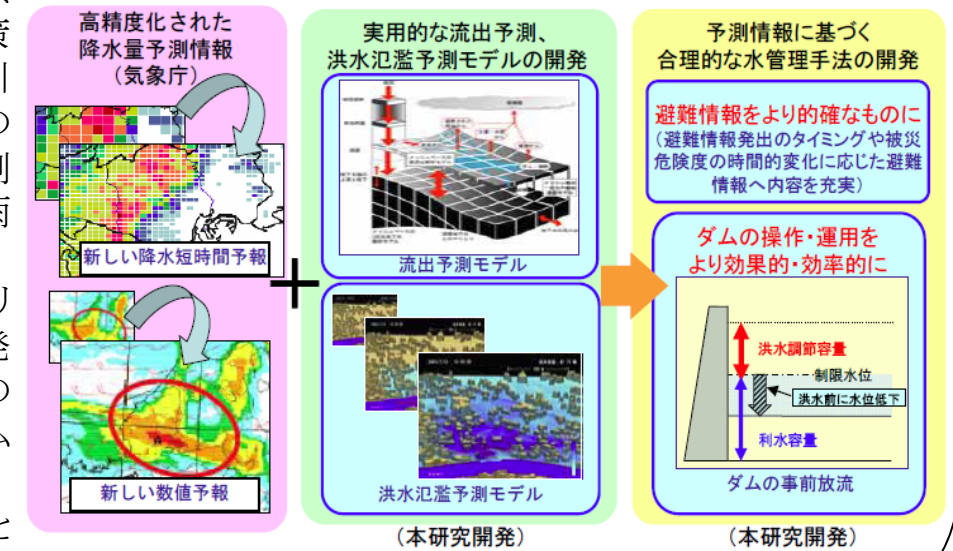 高精度化された
降水量予測情報
（気象庁）
新しい降水短時間予報
新しい数値予報
実用的な流出予測、
洪水氾濫予測モデルの開発
流出予測モデル
洪水氾濫予測モデル
（本研究開発）
予測情報に基づく
合理的な水管理手法の開発
避難情報をより的確なものに
（避難情報発出のタイミングや被災
危険度の時間的変化に応じた避難
情報へ内容を充実）
ダムの操作・運用を
より効果的・効率的に
洪水調節容量
制限水位
洪水前に水位低下
利水容量
ダムの事前放流
（本研究開発）